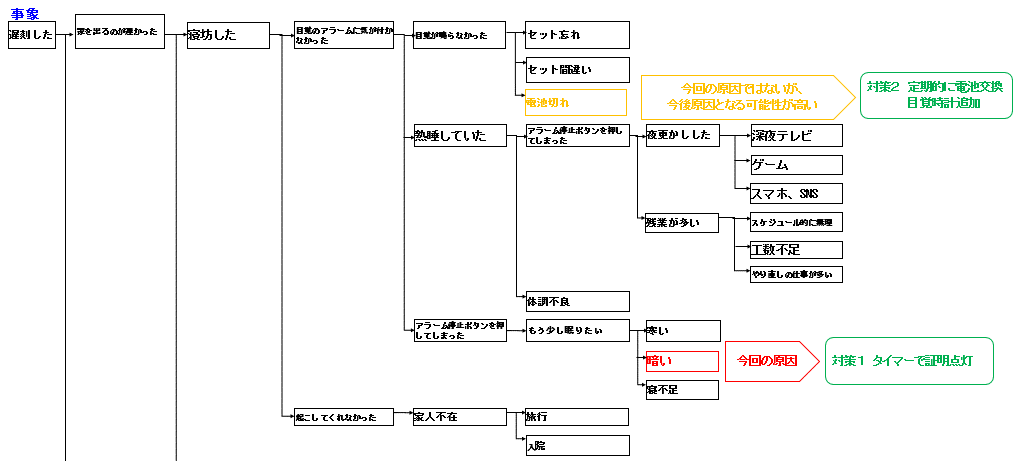 事象
遅刻した
家を出るのが遅かった
寝坊した
目覚のアラームに気が付か
なかった
目覚が鳴らなかった
セット忘れ
セット間違い
電池切れ
今回の原因ではないが、
今後原因となる可能性が高い
対策2 定期的に電池交換
目覚時計追加
熟睡していた
アラーム停止ボタンを押し
てしまった
夜更かしした
深夜テレビ
ゲーム
スマホ、SNS
残業が多い
スケジュール的に無理
工数不足
やり直しの仕事が多い
体調不良
アラーム停止ボタンを押
してしまった
もう少し眠りたい
寒い
暗い
今回の原因
対策1 タイマーで証明点灯
寝不足
起こしてくれなかった
家人不在
旅行
入院